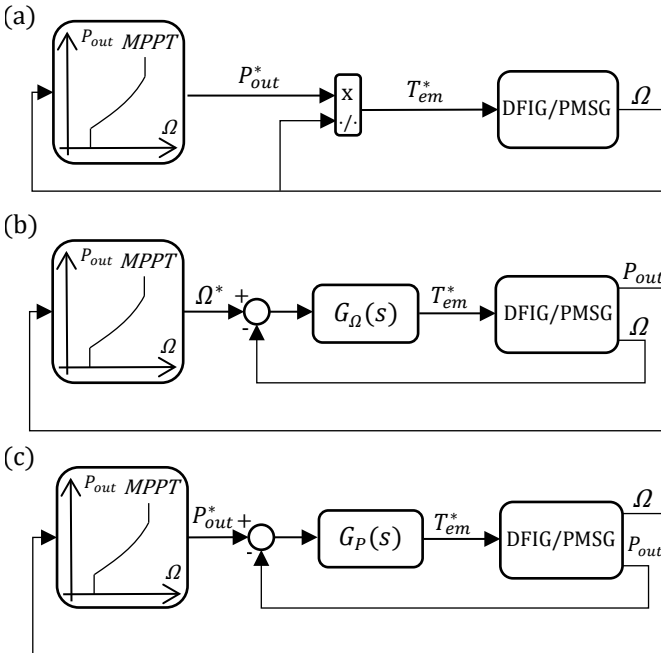 (a)
P_out MPPT
Ω
P*_out
x
·/·
T*_em
DFIG/PMSG
Ω
(b)
P_out MPPT
Ω
Ω*
+
-
G_Ω(s)
T*_em
DFIG/PMSG
P_out
Ω
(c)
P_out MPPT
Ω
P*_out
+
-
G_P(s)
T*_em
DFIG/PMSG
Ω
P_out